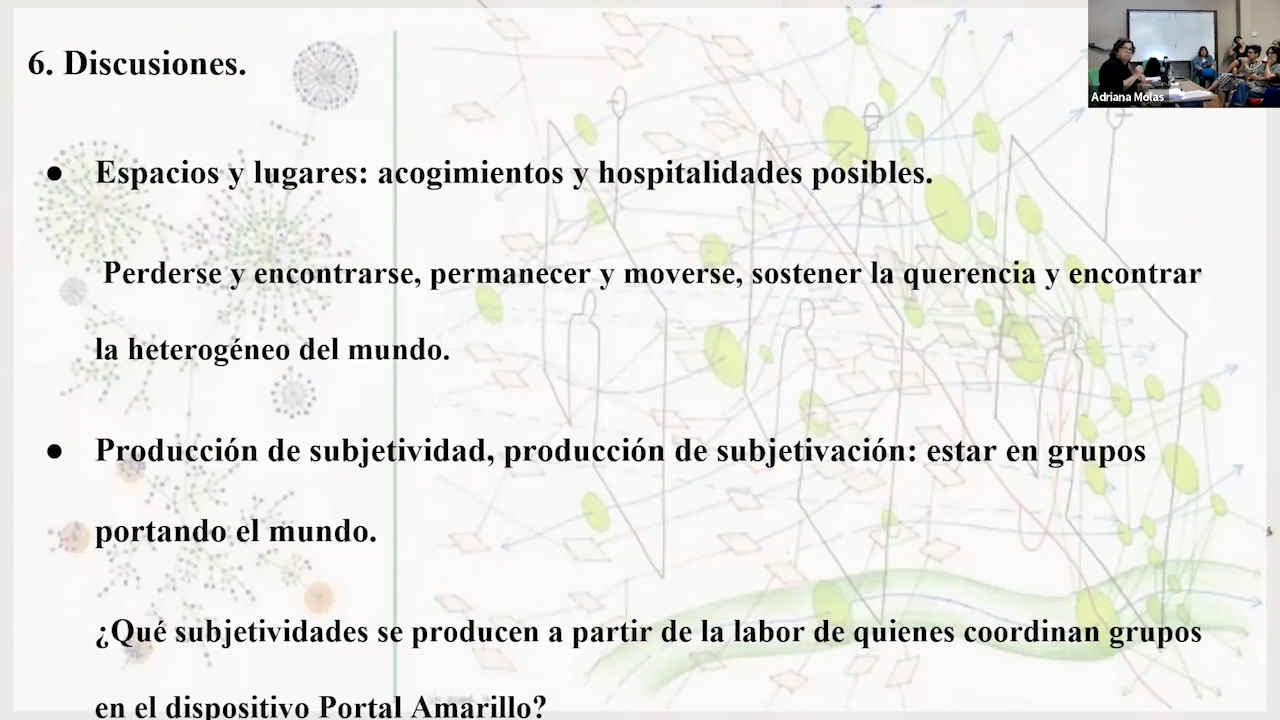 6. Discusiones.
Adriana Molas
● Espacios y lugares: acogimientos y hospitalidades posibles.
Perderse y encontrarse, permanecer y moverse, sostener la querencia y encontrar
la heterogéneo del mundo.
● Producción de subjetividad, producción de subjetivación: estar en grupos
portando el mundo.
¿Qué subjetividades se producen a partir de la labor de quienes coordinan grupos
en el dispositivo Portal Amarillo?